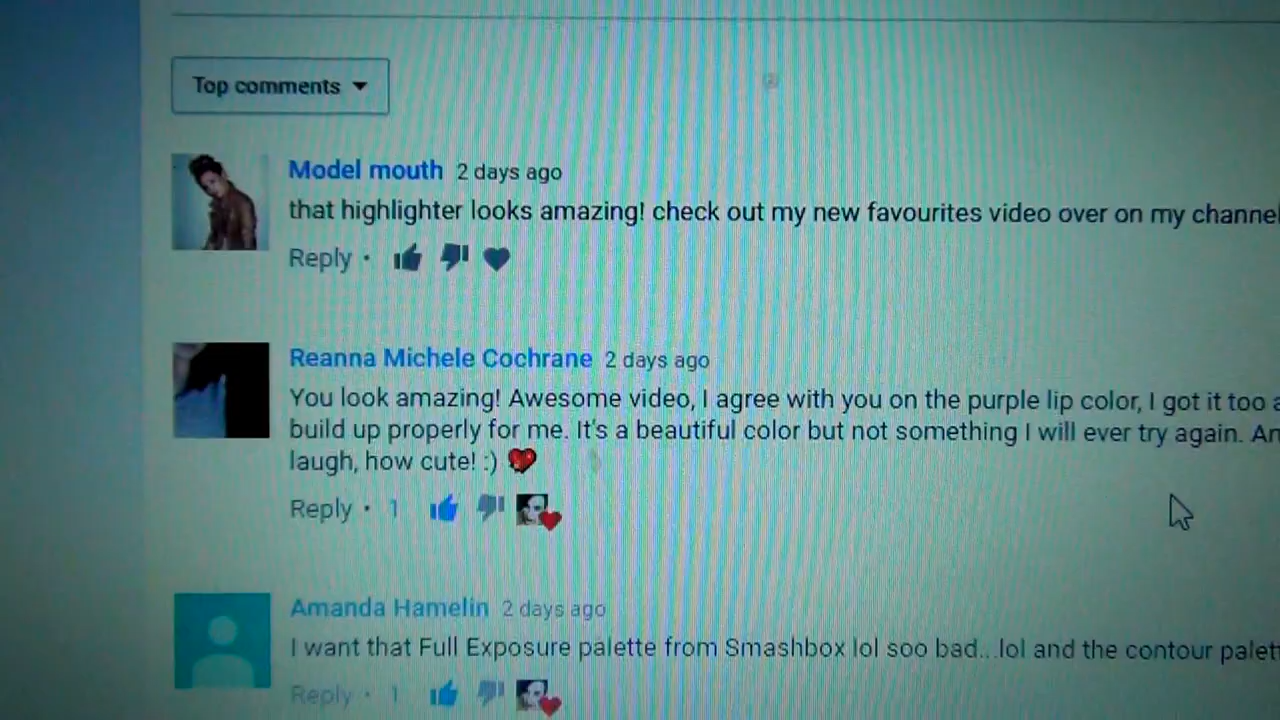 Top comments
Model mouth 2 days ago
that highlighter looks amazing! check out my new favourites video over on my channel
Reply •
Reanna Michele Cochrane 2 days ago
You look amazing! Awesome video, I agree with you on the purple lip color, I got it too
build up properly for me. It's a beautiful color but not something I will ever try again.
laugh, how cute! :) ❤
Reply • 1
Amanda Hamelin 2 days ago
I want that Full Exposure palette from Smashbox lol soo bad...lol and the contour
Reply • 1